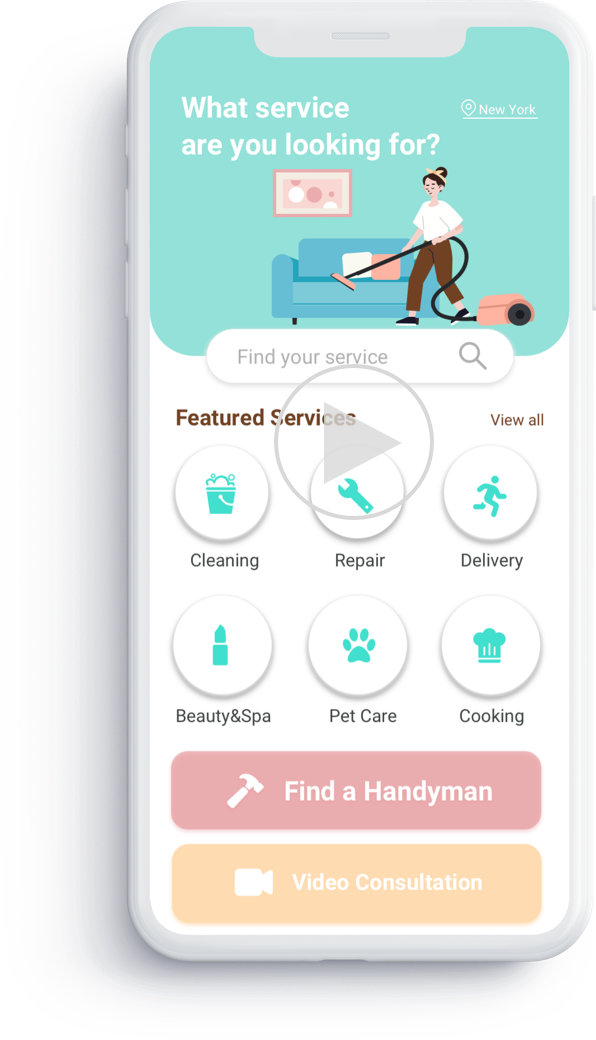 What service
are you looking for?
New York
Find your service
Featured Services
View all
Cleaning
Repair
Delivery
Beauty&Spa
Pet Care
Cooking
Find a Handyman
Video Consultation